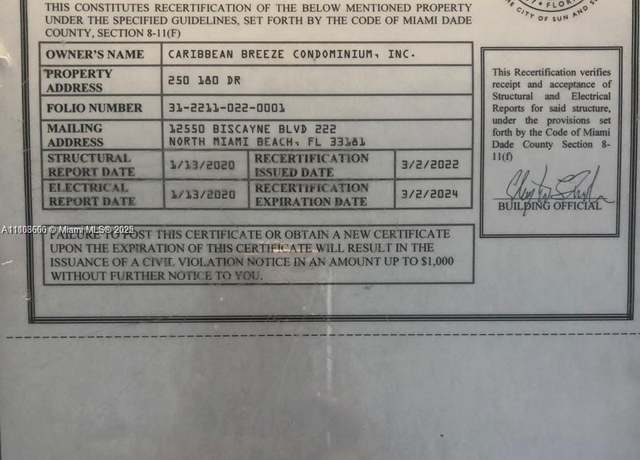 THIS CONSTITUTES RECERTIFICATION OF THE BELOW MENTIONED PROPERTY
UNDER THE SPECIFIED GUIDELINES, SET FORTH BY THE CODE OF MIAMI DADE
COUNTY, SECTION 8-11(F)
CITY OF SUN AND
FLOR
OWNER'S NAME CARIBBEAN BREEZE CONDOMINIUM, INC.
PROPERTY
ADDRESS
250 180 DR
FOLIO NUMBER 31-2211-022-0001
MAILING
ADDRESS
12550 BISCAYNE BLVD 222
NORTH MIAMI BEACH, FL 33181
STRUCTURAL
REPORT DATE
1/13/2020
RECERTIFICATION
ISSUED DATE
3/2/2022
ELECTRICAL
REPORT DATE
1/13/2020
RECERTIFICATION
EXPIRATION DATE
3/2/2024
This Recertification verifies
receipt and acceptance of
Structural and Electrical
Reports for said structure,
under the provisions set
forth by the Code of Miami
Dade County Section 8-
11(f)
BUILDING OFFICIAL
FAILURE TO POST THIS CERTIFICATE OR OBTAIN A NEW CERTIFICATE
UPON THE EXPIRATION OF THIS CERTIFICATE WILL RESULT IN THE
ISSUANCE OF A CIVIL VIOLATION NOTICE IN AN AMOUNT UP TO $1,000
WITHOUT FURTHER NOTICE TO YOU.
© Miami MLS®